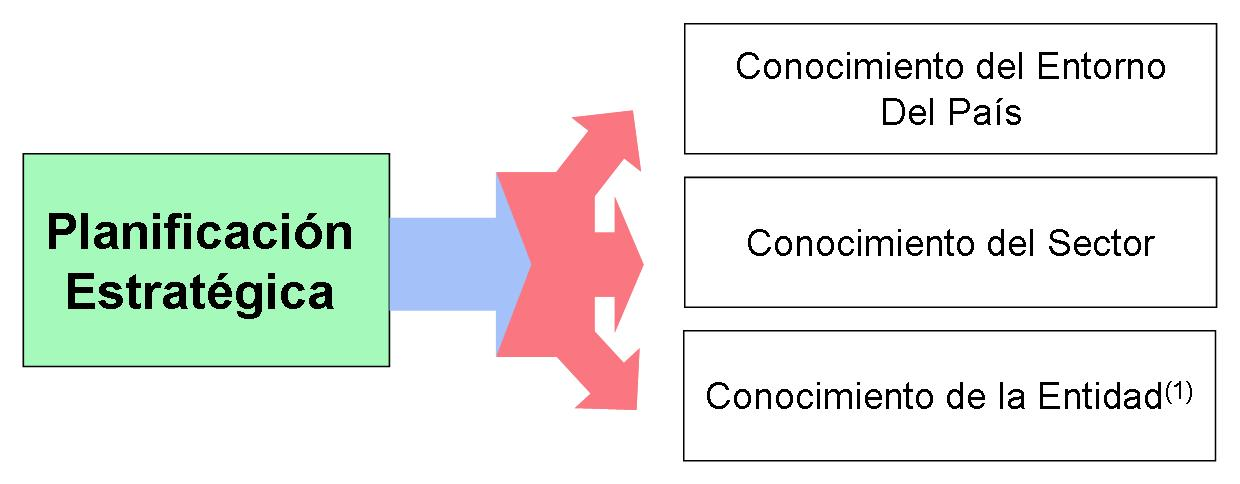 Planificación
Estratégica
Conocimiento del Entorno
Del País
Conocimiento del Sector
Conocimiento de la Entidad(1)